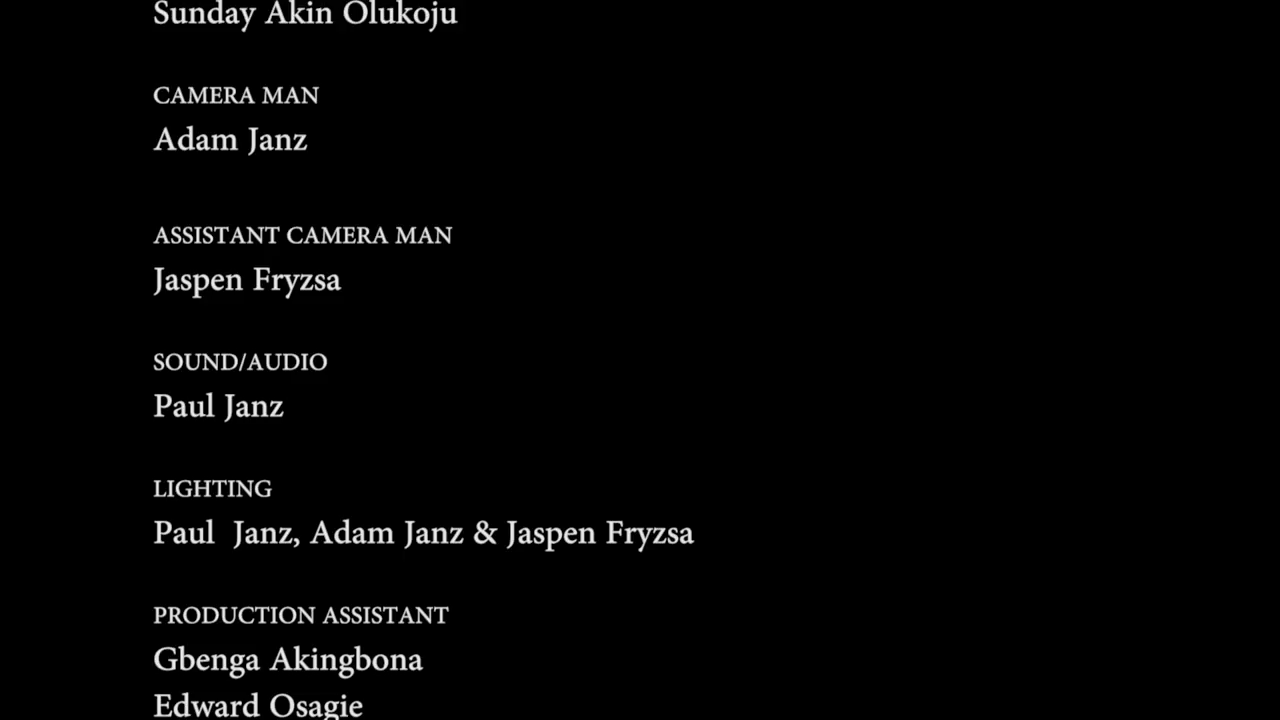 Sunday Akin Olukoju
CAMERA MAN
Adam Janz
ASSISTANT CAMERA MAN
Jaspen Fryzsa
SOUND/AUDIO
Paul Janz
LIGHTING
Paul  Janz, Adam Janz & Jaspen Fryzsa
PRODUCTION ASSISTANT
Gbenga Akingbona
Edward Osagie